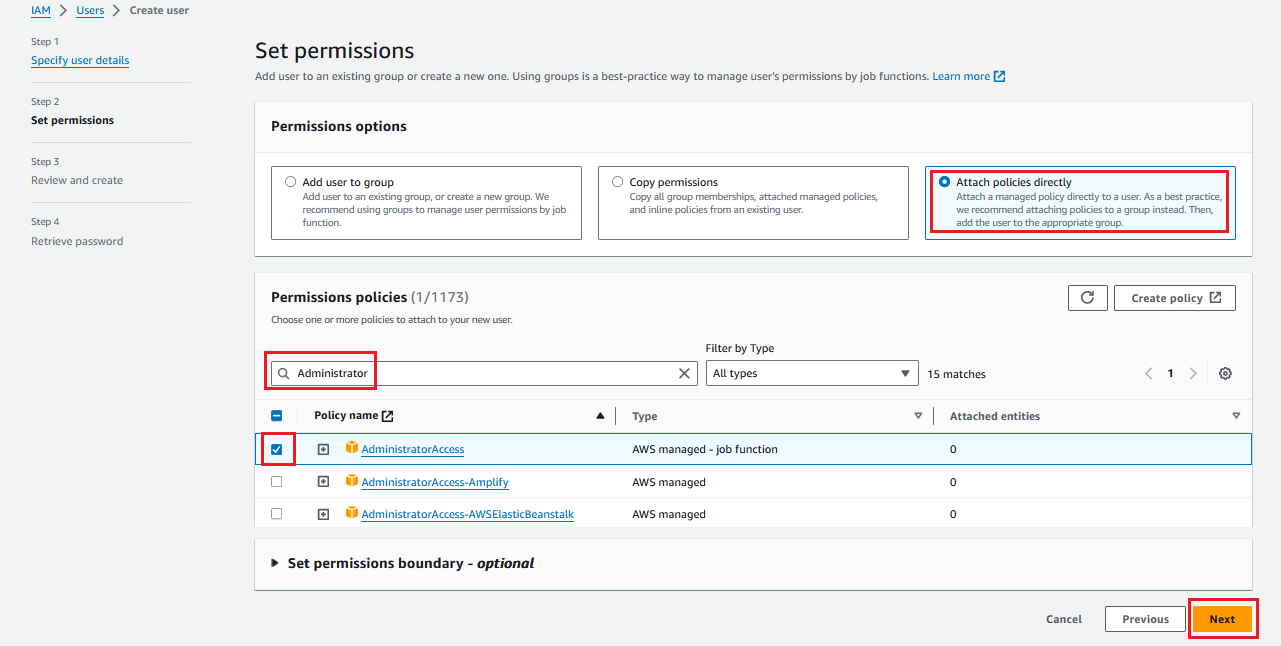 IAM > Users > Create user
Step 1
Specify user details
Step 2
Set permissions
Step 3
Review and create
Step 4
Retrieve password
Set permissions
Add user to an existing group or create a new one. Using groups is a best-practice way to manage user's permissions by job functions. Learn more
Permissions options
Add user to group
Add user to an existing group, or create a new group. We
recommend using groups to manage user permissions by job
function.
Copy permissions
Copy all group memberships, attached managed policies,
and inline policies from an existing user.
Attach policies directly
Attach a managed policy directly to a user. As a best practice,
we recommend attaching policies to a group instead. Then,
add the user to the appropriate group.
Permissions policies (1/1173)
Choose one or more policies to attach to your new user.
Create policy
Filter by Type
Administrator
All types
15 matches
1
Policy name Type Attached entities
AdministratorAccess AWS managed - job function 0
AdministratorAccess-Amplify AWS managed 0
AdministratorAccess-AWSElasticBeanstalk AWS managed 0
Set permissions boundary - optional
Cancel Previous Next